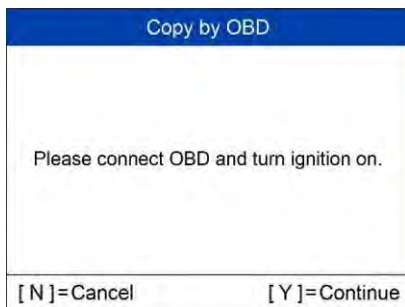 Copy by OBD
Please connect OBD and turn ignition on.
[ N ]=Cancel [ Y ]=Continue